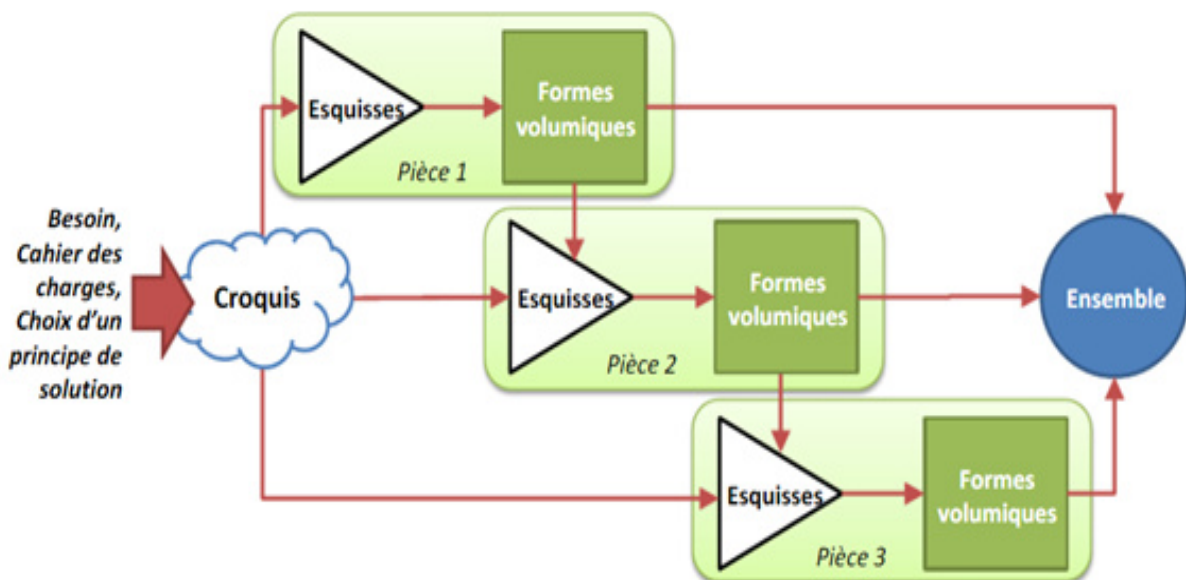 Esquisses
Formes
volumiques
Pièce 1
Besoin,
Cahier des
charges,
Choix d'un
principe de
solution
Croquis
Esquisses
Formes
volumiques
Pièce 2
Ensemble
Esquisses
Formes
volumiques
Pièce 3